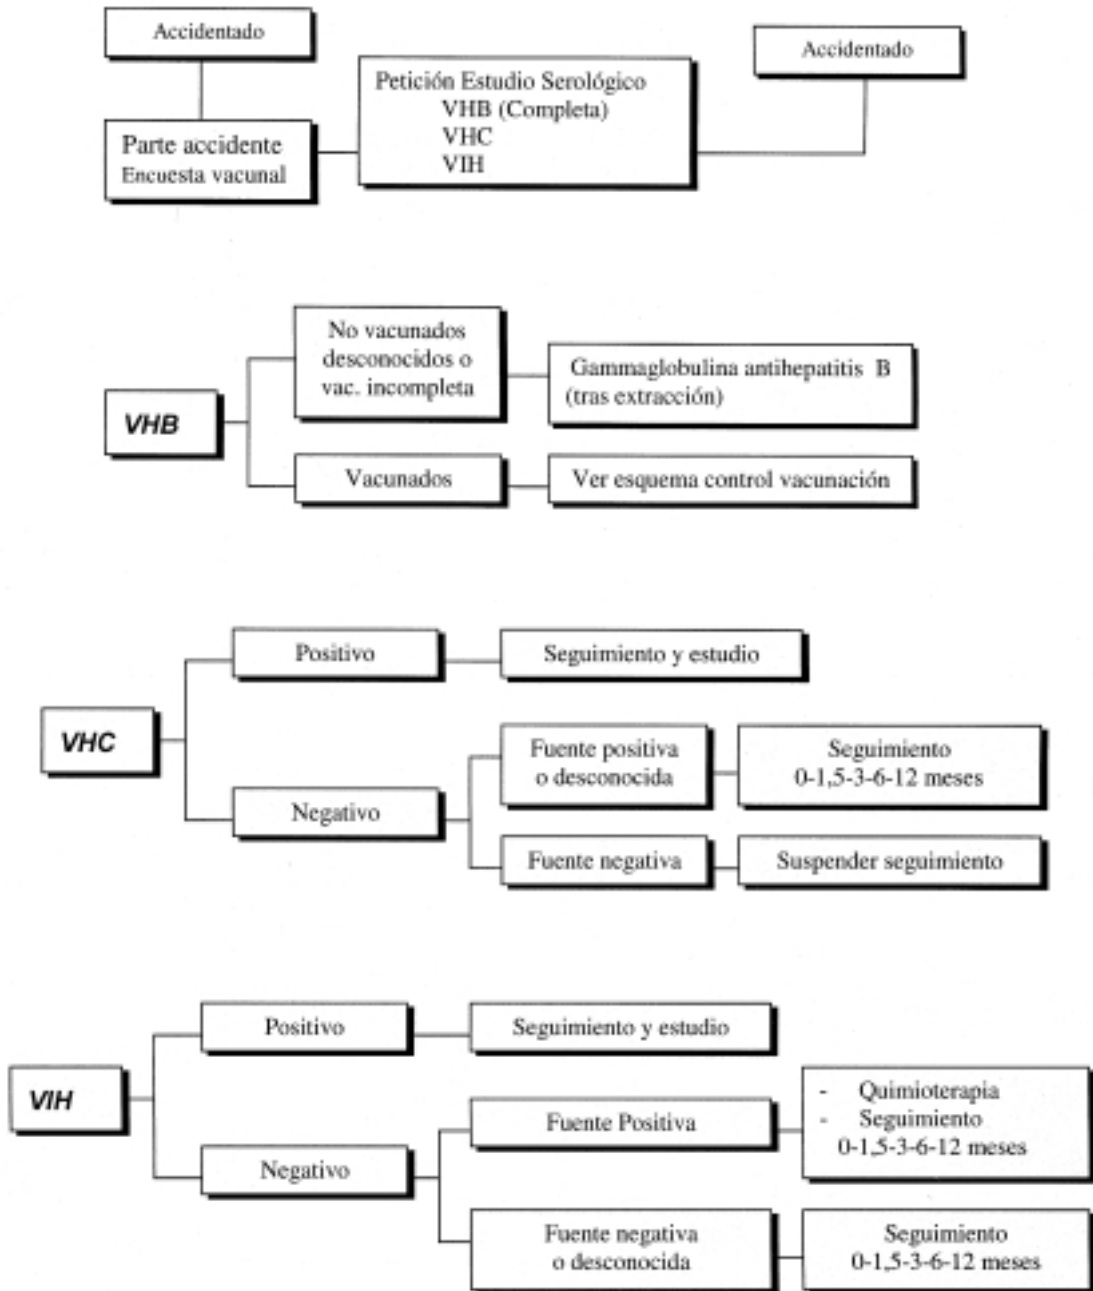 Accidentado
Accidentado
Petición Estudio Serológico
VHB (Completa)
VHC
VIH
Parte accidente
Encuesta vacunal
No vacunados
desconocidos o
vac. incompleta
Gammaglobulina antihepatitis B
(tras extracción)
VHB
Vacunados
Ver esquema control vacunación
Positivo
Seguimiento y estudio
VHC
Fuente positiva
o desconocida
Seguimiento
0-1,5-3-6-12 meses
Negativo
Fuente negativa
Suspender seguimiento
Positivo
Seguimiento y estudio
VIH
Fuente Positiva
- Quimioterapia
- Seguimiento
0-1,5-3-6-12 meses
Negativo
Fuente negativa
o desconocida
Seguimiento
0-1,5-3-6-12 meses